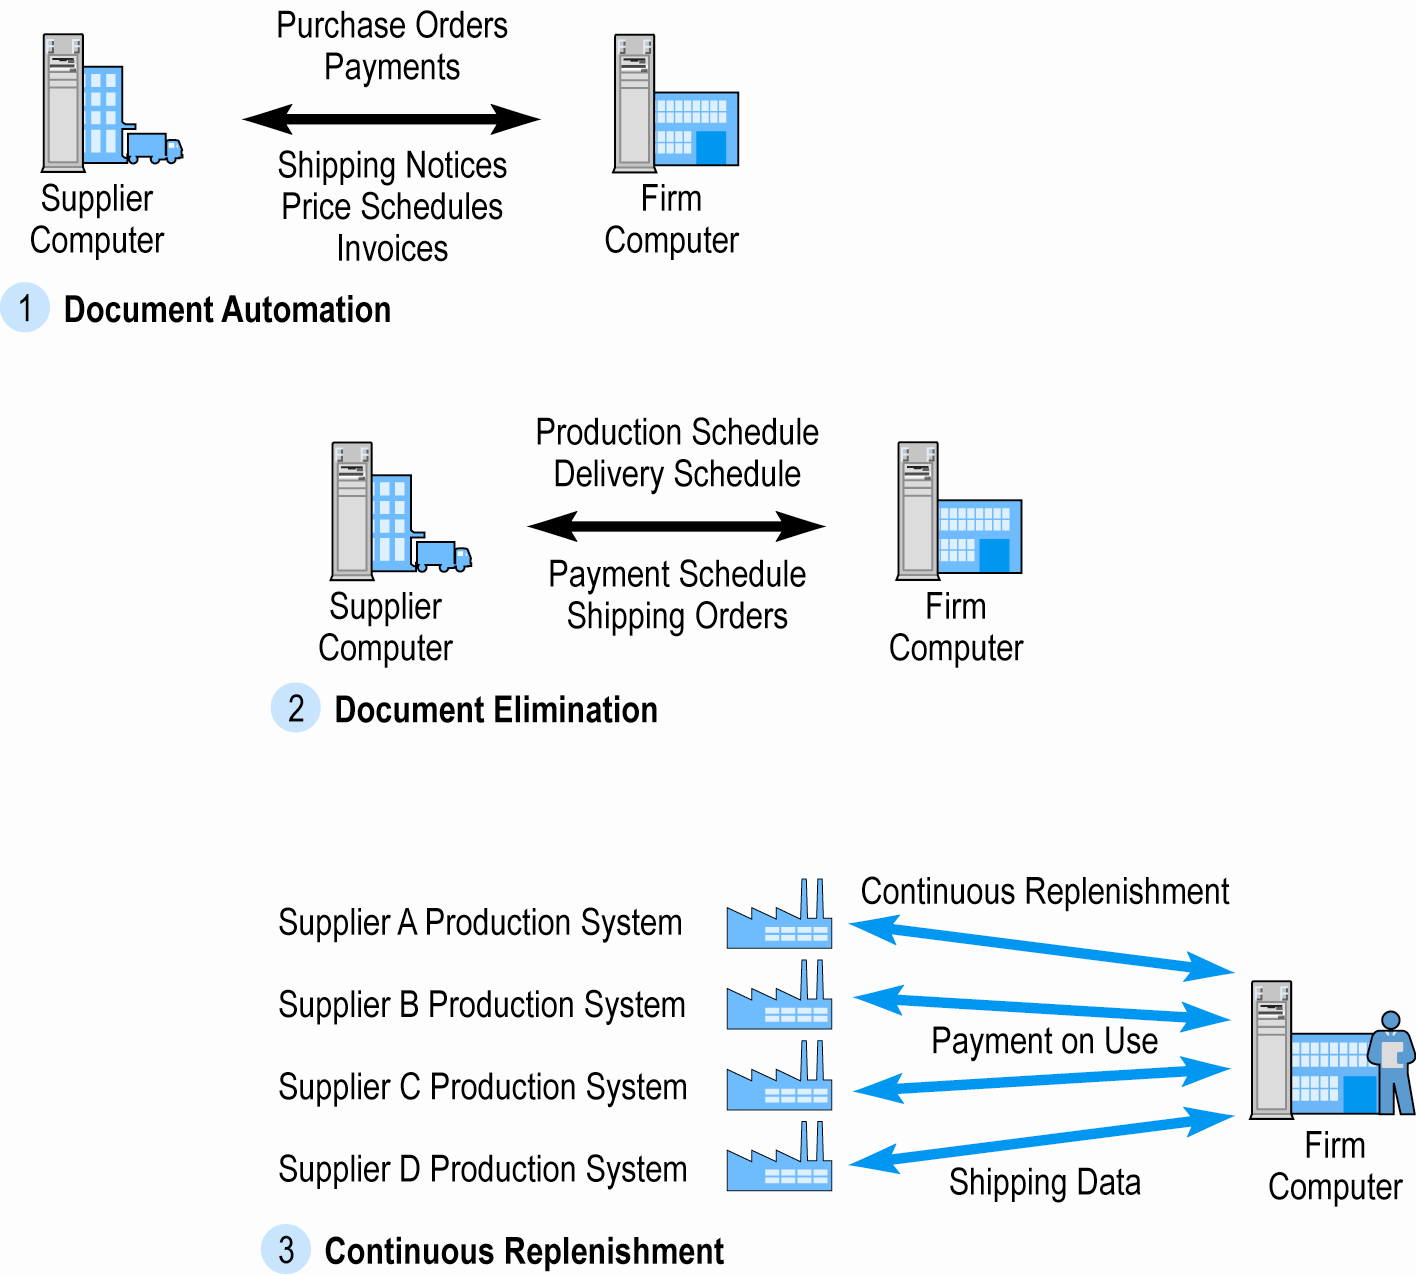 Purchase Orders
Payments
Shipping Notices
Price Schedules
Invoices
Supplier
Computer
Firm
Computer
1 Document Automation
Production Schedule
Delivery Schedule
Payment Schedule
Shipping Orders
Supplier
Computer
Firm
Computer
2 Document Elimination
Continuous Replenishment
Supplier A Production System
Supplier B Production System
Payment on Use
Supplier C Production System
Supplier D Production System
Shipping Data
Firm
Computer
3 Continuous Replenishment